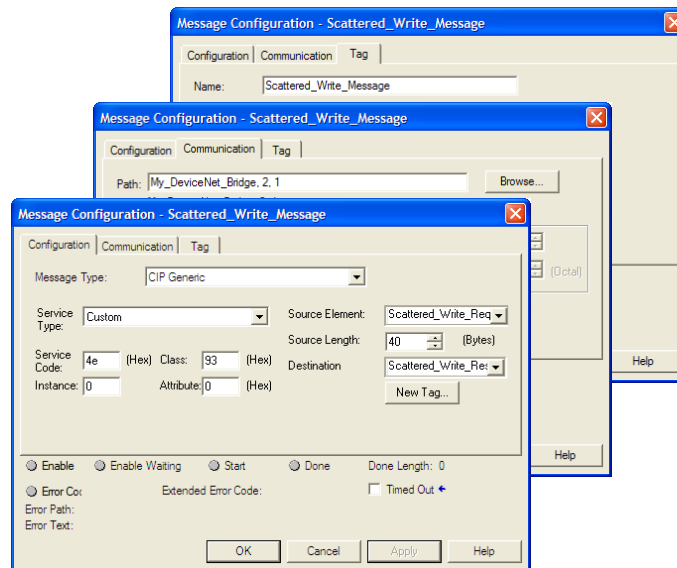 Message Configuration - Scattered_Write_Message
Configuration Communication Tag
Name: Scattered_Write_Message
Message Configuration - Scattered_Write_Message
Configuration Communication Tag
Path: My_DeviceNet_Bridge, 2, 1 Browse...
(Octal)
Help
Message Configuration - Scattered_Write_Message
Configuration Communication Tag
Message Type: CIP Generic
Service Type: Custom
Source Element: Scattered_Write_Req
Source Length: 40 (Bytes)
Service Code: 4e (Hex) Class: 93 (Hex)
Destination Scattered_Write_Res
Instance: 0 Attribute: 0 (Hex)
New Tag...
Help
Enable Enable Waiting Start Done Done Length: 0
Error Coc Extended Error Code: Timed Out
Error Path:
Error Text:
OK Cancel Apply Help